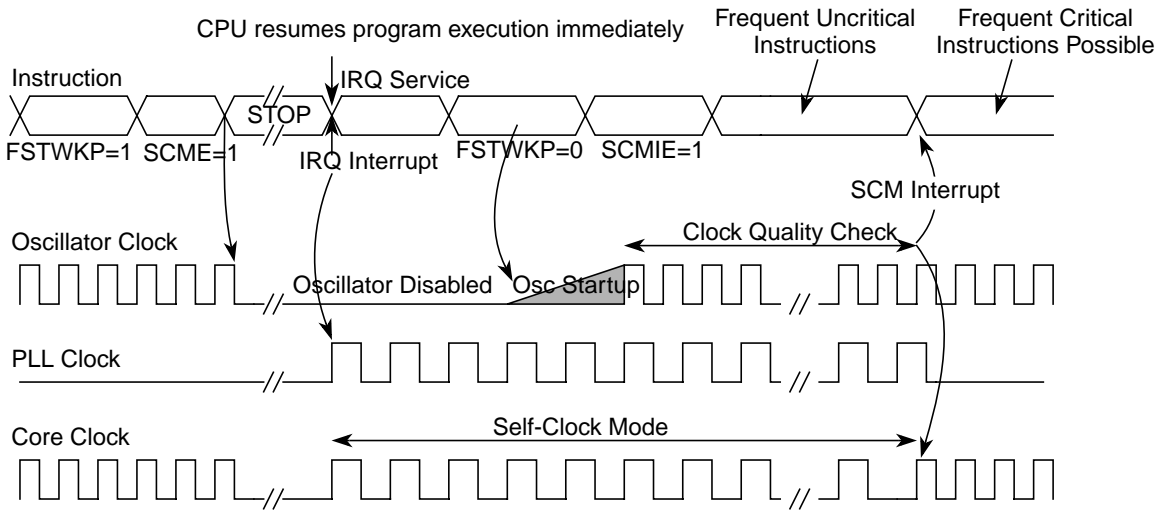 CPU resumes program execution immediately
Frequent Uncritical
Instructions
Frequent Critical
Instructions Possible
Instruction
STOP
IRQ Service
FSTWKP=1
SCME=1
IRQ Interrupt
FSTWKP=0
SCMIE=1
SCM Interrupt
Oscillator Clock
Clock Quality Check
Oscillator Disabled
Osc Startup
PLL Clock
Core Clock
Self-Clock Mode